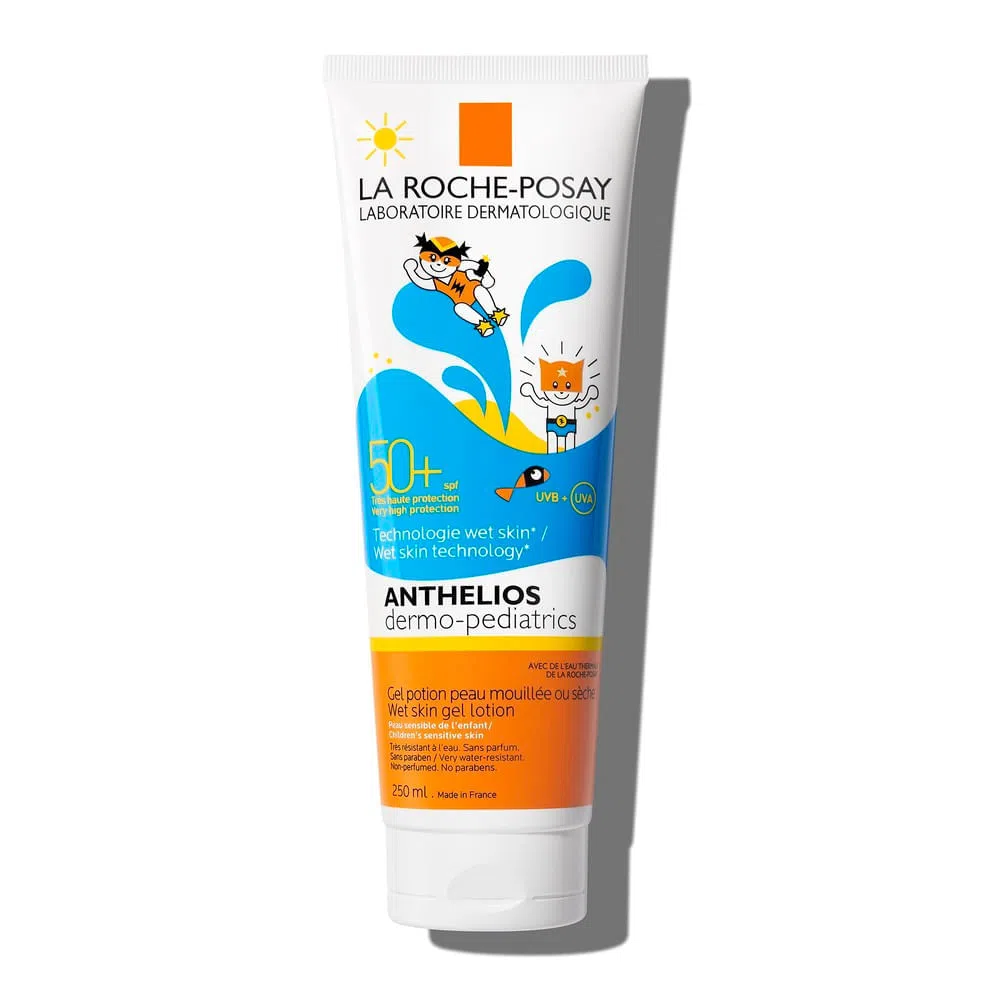 LA ROCHE-POSAY
LABORATOIRE DERMATOLOGIQUE
50+ spf
Très haute protection
Very high protection
UVB + UVA
Technologie wet skin* /
Wet skin technology*
ANTHELIOS
dermo-pediatrics
AVEC DE L'EAU THERMALE
DE LA ROCHE-POSAY
Gel potion peau mouillée ou sèche
Wet skin gel lotion
Peau sensible de l'enfant/
Children's sensitive skin
Très résistant à l'eau. Sans parfum.
Sans paraben / Very water-resistant.
Non-perfumed. No parabens.
250 ml . Made in France